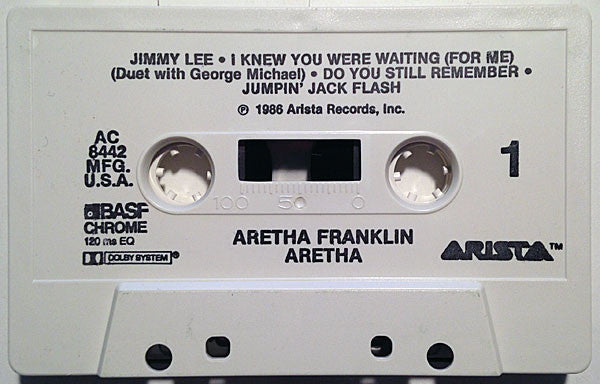 JIMMY LEE • I KNEW YOU WERE WAITING (FOR ME)
(Duet with George Michael) • DO YOU STILL REMEMBER •
JUMPIN' JACK FLASH
℗ 1986 Arista Records, Inc.
AC
8442
MFG.
U.S.A.
1
100 50 0
BASF
CHROME
120 ms EQ
DOLBY SYSTEM®
ARETHA FRANKLIN
ARETHA
ARISTA™